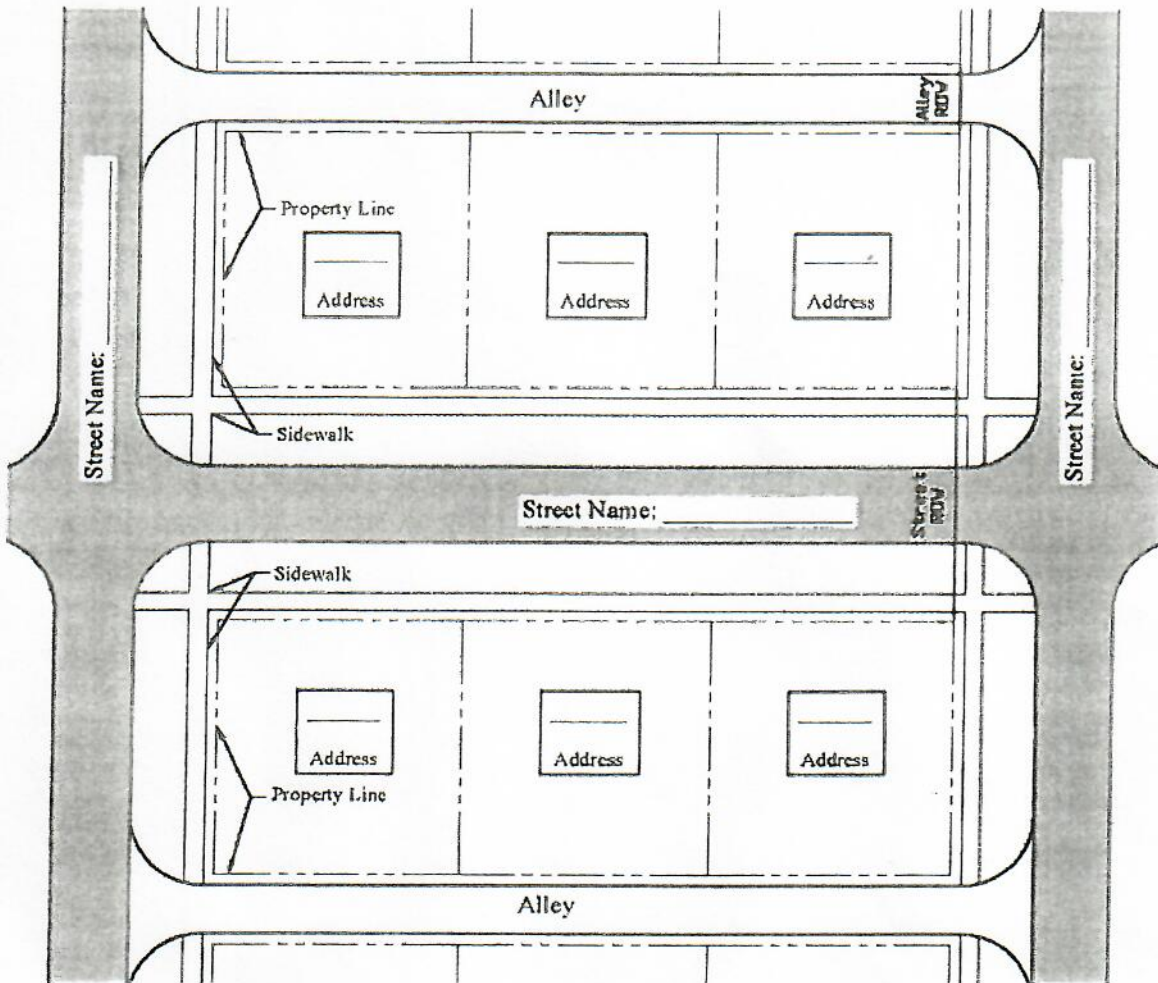 Alley
Alley
ROW
Property Line
Address
Address
Address
Street Name:
Street Name:
Sidewalk
Street Name:
Street
ROW
Sidewalk
Address
Address
Address
Property Line
Alley